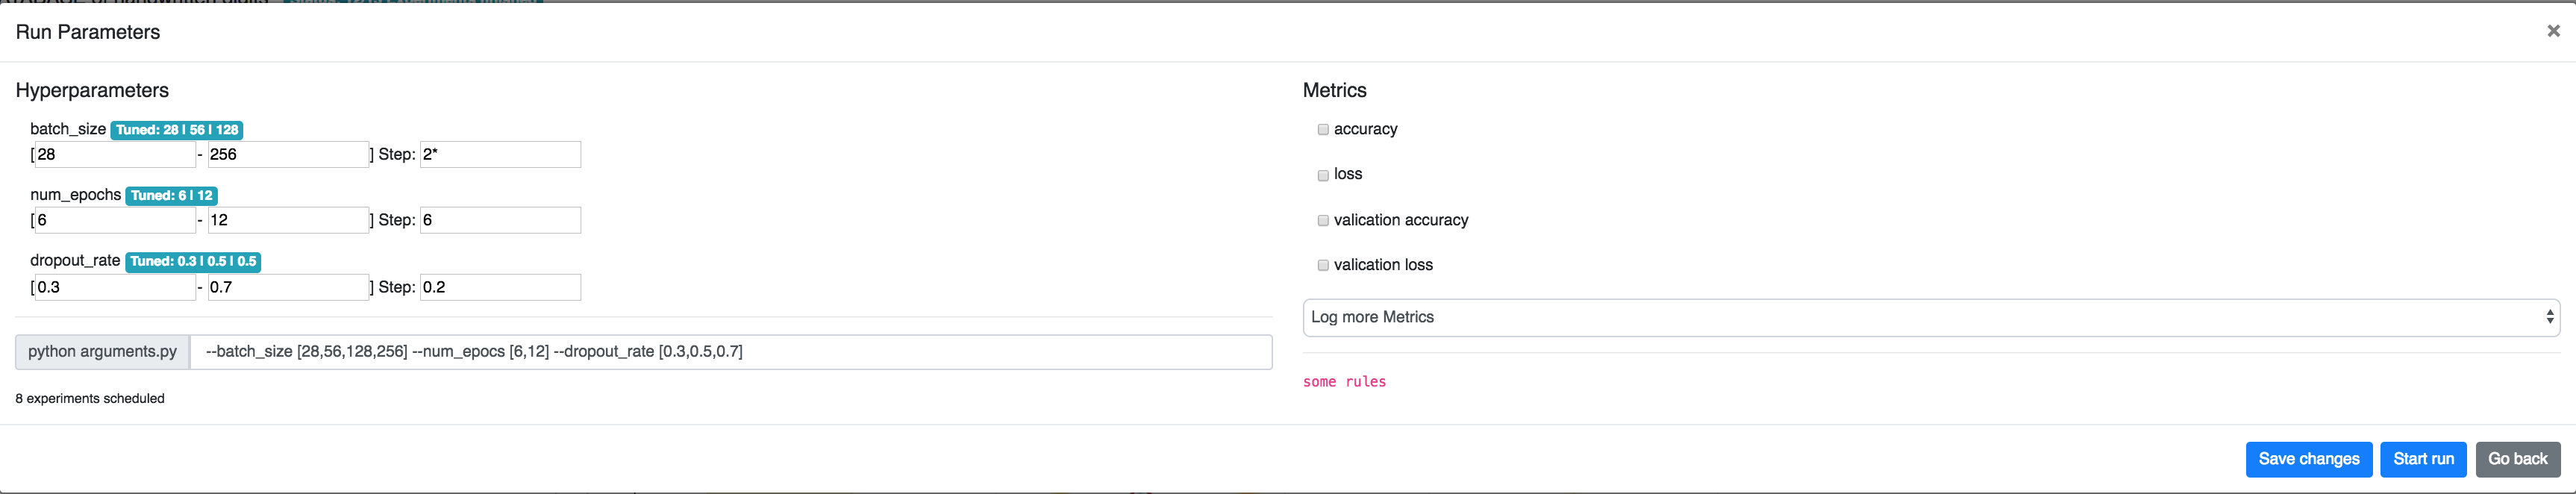 Run Parameters ×
Hyperparameters
batch_size Tuned: 28 | 56 | 128
[28 - 256 ] Step: 2*
num_epochs Tuned: 6 | 12
[6 - 12 ] Step: 6
dropout_rate Tuned: 0.3 | 0.5 | 0.5
[0.3 - 0.7 ] Step: 0.2
python arguments.py --batch_size [28,56,128,256] --num_epocs [6,12] --dropout_rate [0.3,0.5,0.7]
8 experiments scheduled
Metrics
accuracy
loss
valication accuracy
valication loss
Log more Metrics
some rules
Save changes Start run Go back